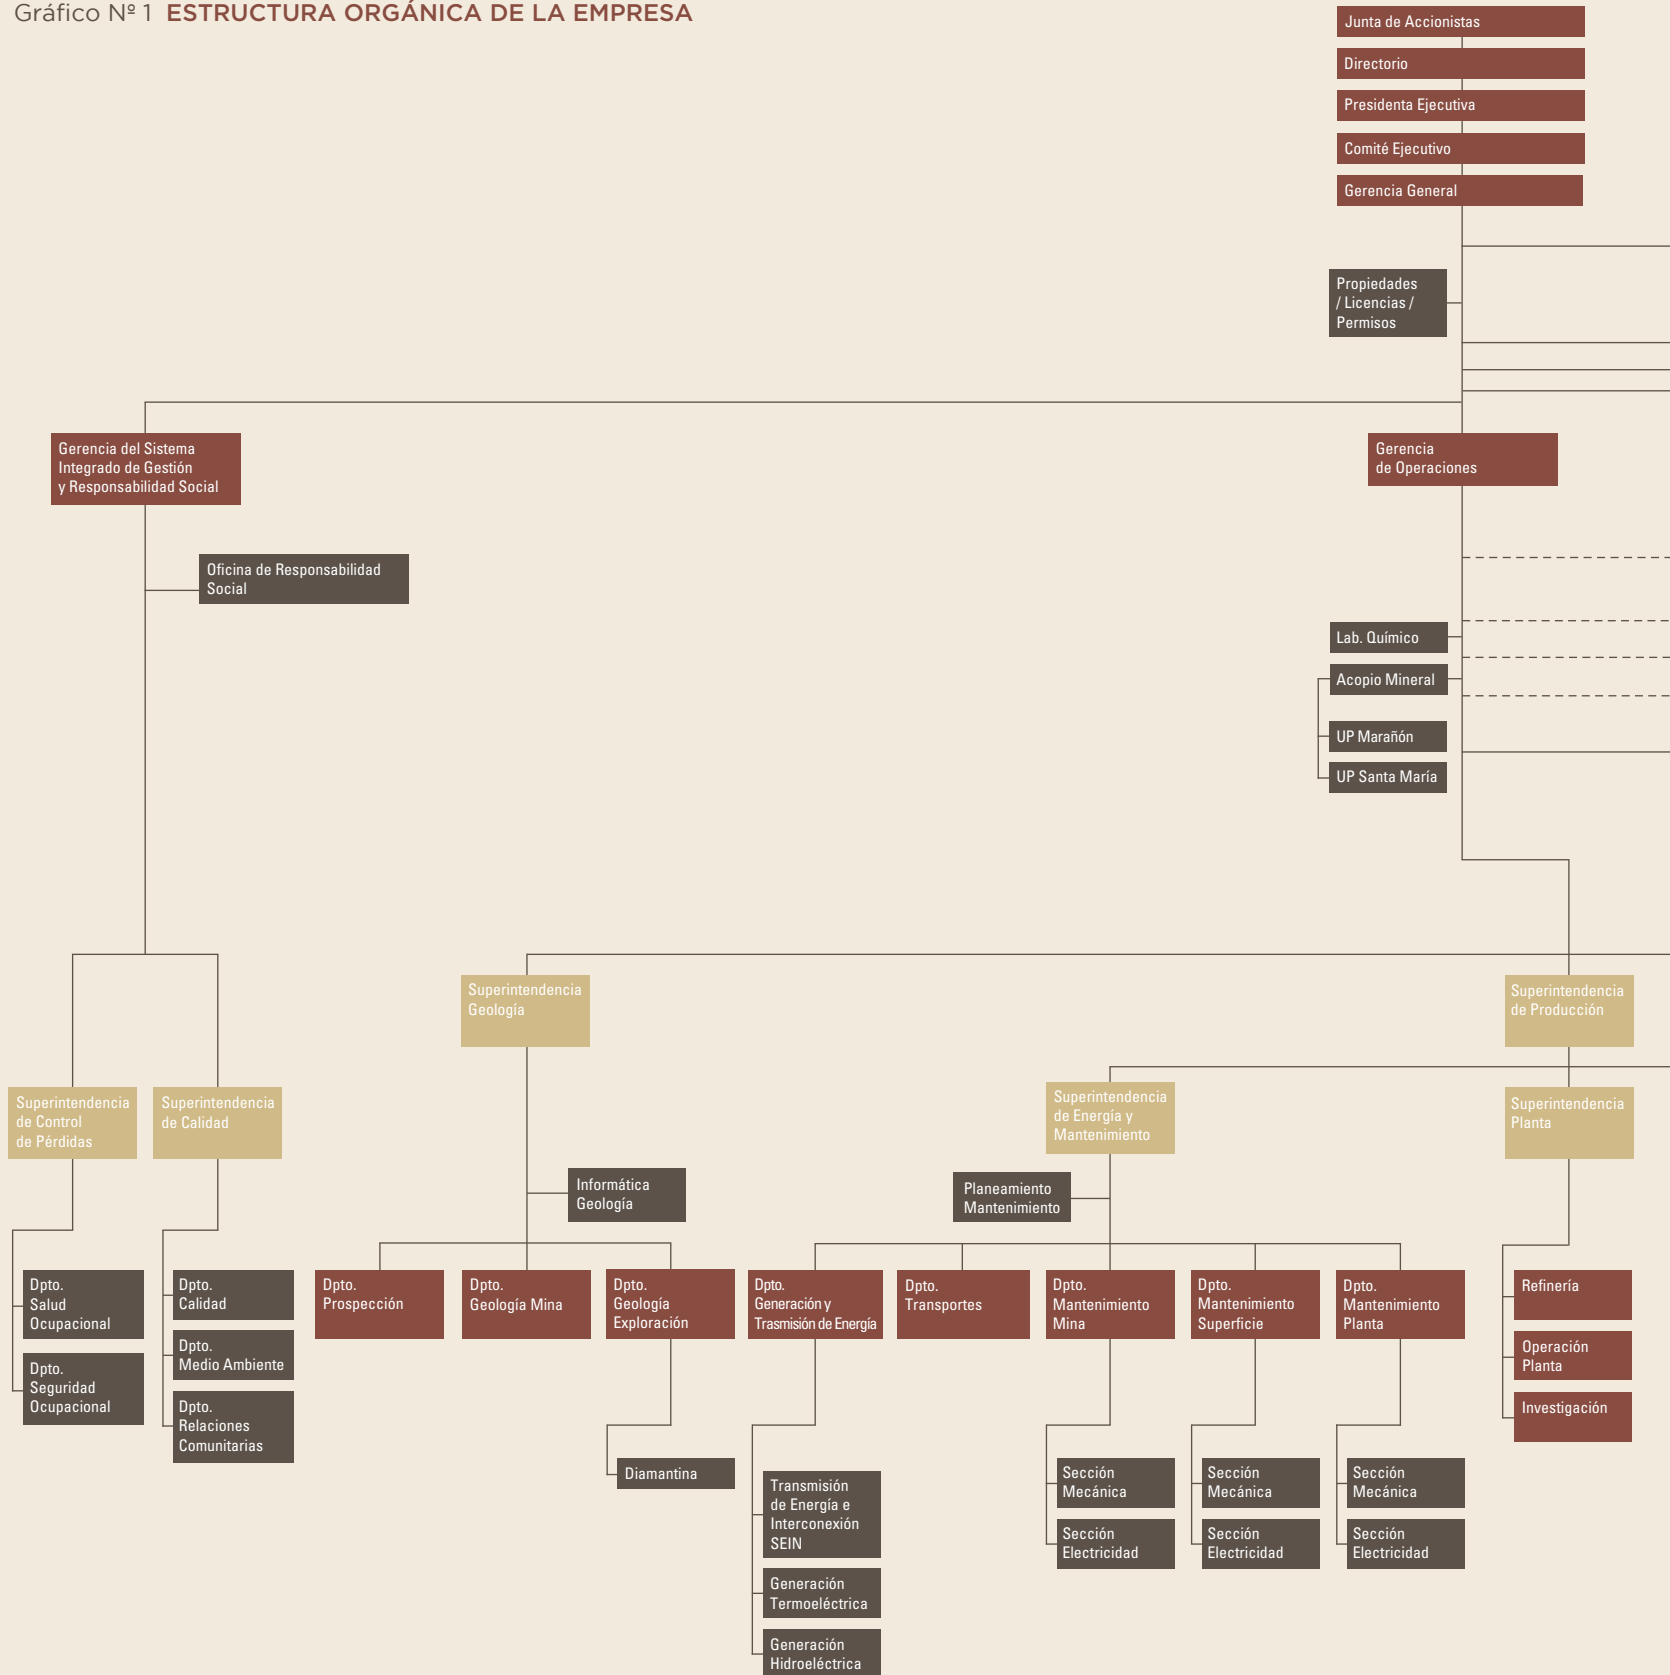 Gráfico Nº 1 ESTRUCTURA ORGÁNICA DE LA EMPRESA
Junta de Accionistas
Directorio
Presidenta Ejecutiva
Comité Ejecutivo
Gerencia General
Propiedades
/ Licencias /
Permisos
Gerencia del Sistema
Integrado de Gestión
y Responsabilidad Social
Gerencia
de Operaciones
Oficina de Responsabilidad
Social
Lab. Químico
Acopio Mineral
UP Marañón
UP Santa María
Superintendencia
Geología
Superintendencia
de Producción
Superintendencia
de Control
de Pérdidas
Superintendencia
de Calidad
Superintendencia
de Energía y
Mantenimiento
Superintendencia
Planta
Informática
Geología
Planeamiento
Mantenimiento
Dpto.
Salud
Ocupacional
Dpto.
Seguridad
Ocupacional
Dpto.
Calidad
Dpto.
Medio Ambiente
Dpto.
Relaciones
Comunitarias
Dpto.
Prospección
Dpto.
Geología Mina
Dpto.
Geología
Exploración
Dpto.
Generación y
Trasmisión de Energía
Dpto.
Transportes
Dpto.
Mantenimiento
Mina
Dpto.
Mantenimiento
Superficie
Dpto.
Mantenimiento
Planta
Refinería
Operación
Planta
Investigación
Diamantina
Transmisión
de Energía e
Interconexión
SEIN
Generación
Termoeléctrica
Generación
Hidroeléctrica
Sección
Mecánica
Sección
Electricidad
Sección
Mecánica
Sección
Electricidad
Sección
Mecánica
Sección
Electricidad